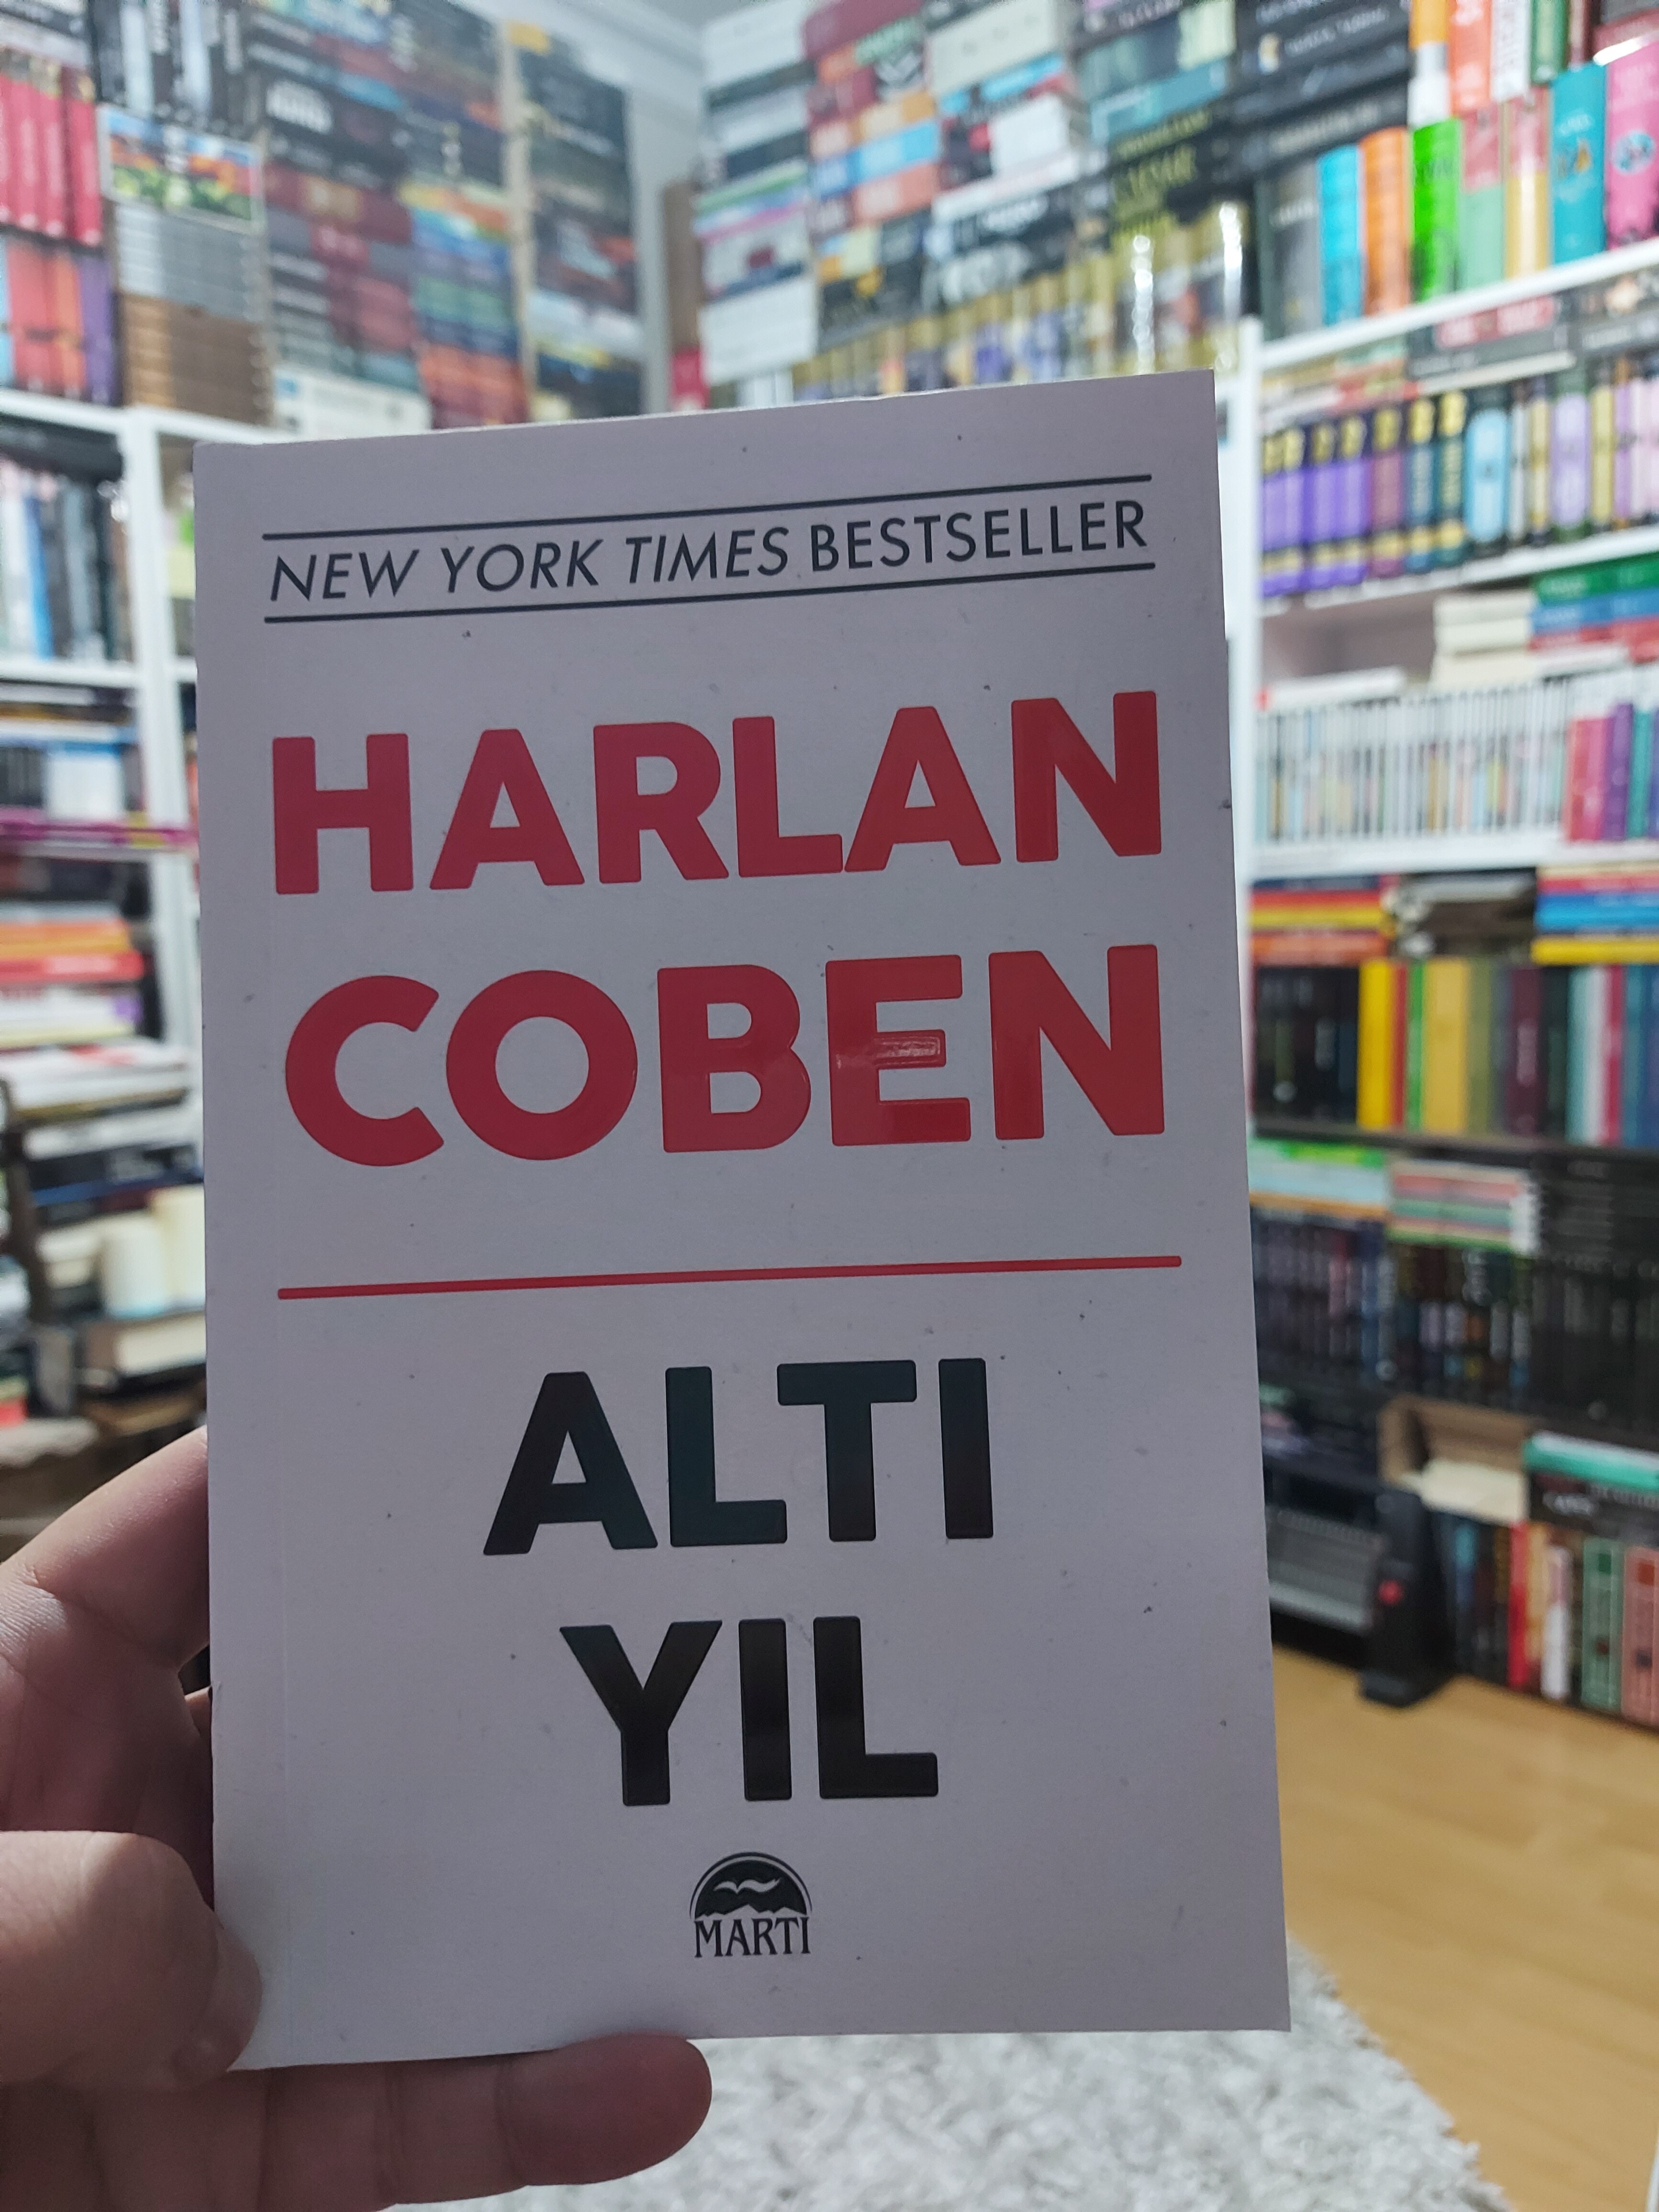 NEW YORK TIMES BESTSELLER
HARLAN
COBEN
ALTI
YIL
MARTI